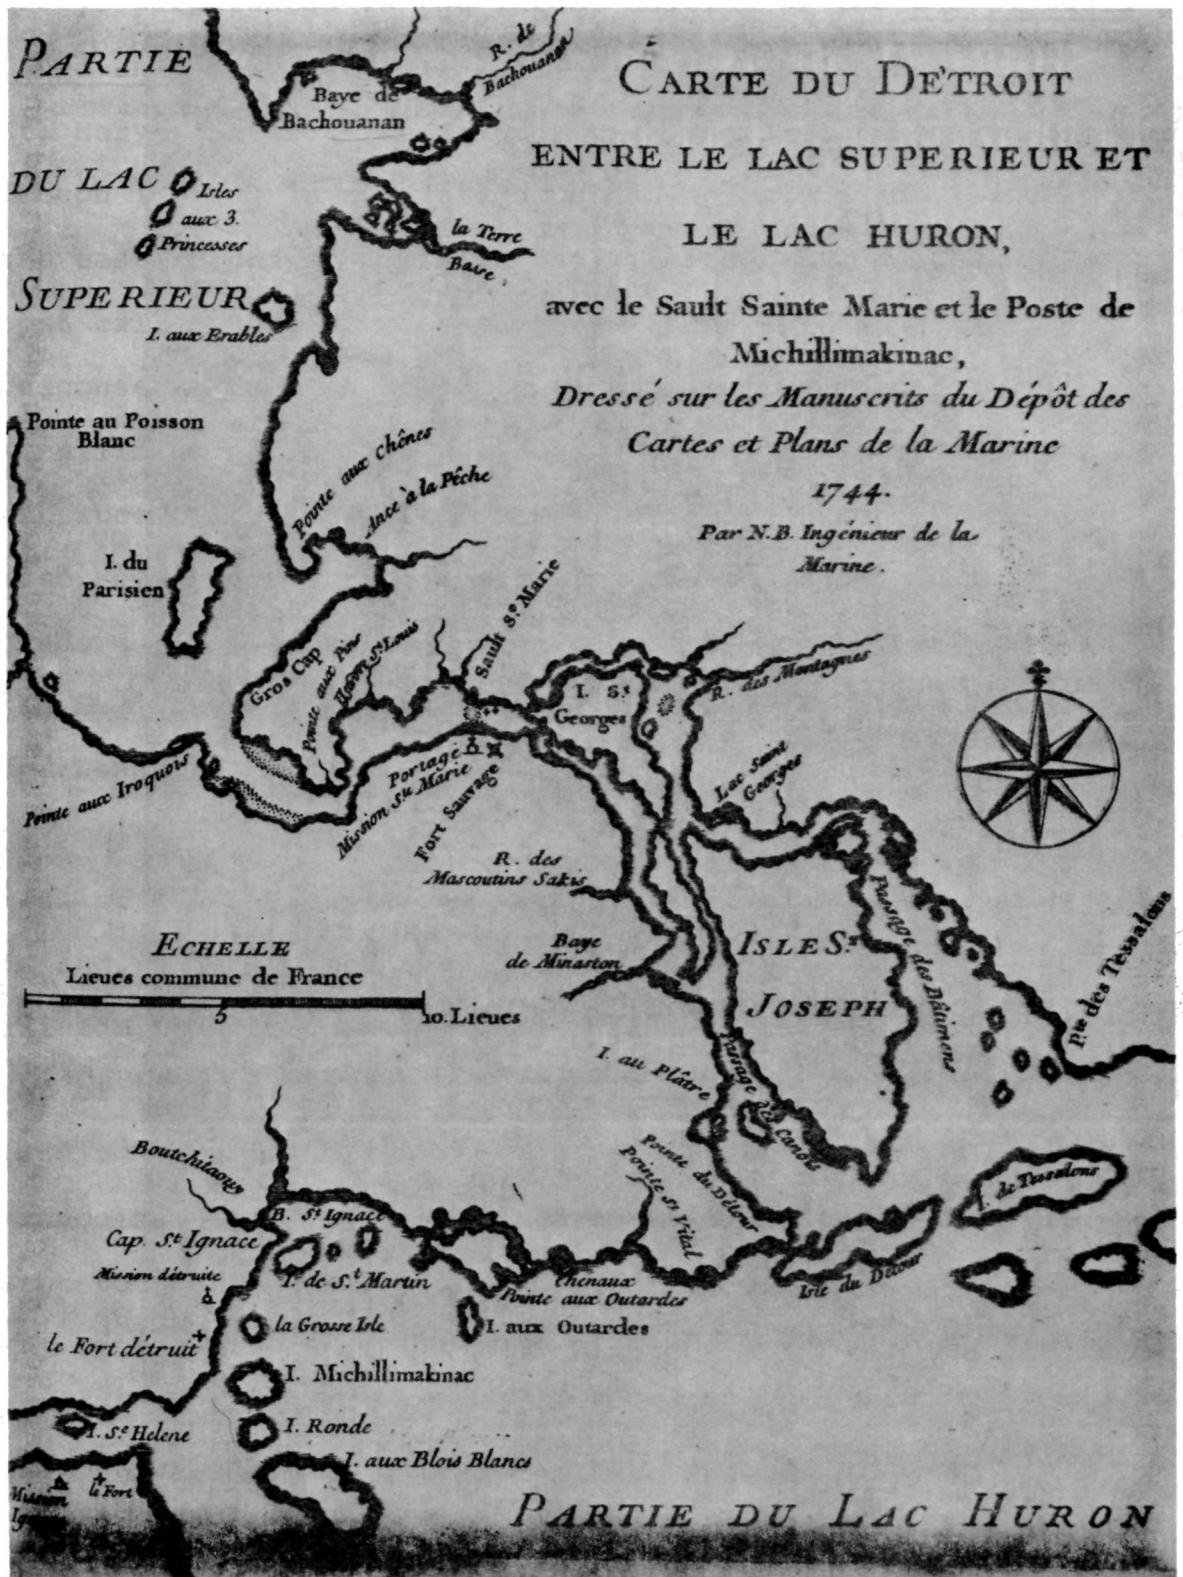 CARTE DU DÉTROIT
ENTRE LE LAC SUPERIEUR ET
LE LAC HURON,
avec le Sault Sainte Marie et le Poste de
Michillimakinac,
Dressé sur les Manuscrits du Dépôt des
Cartes et Plans de la Marine
1744.
Par N.B. Ingénieur de la
Marine.
PARTIE
DU LAC
SUPERIEUR
R. de
Bachouanan
Baye de
Bachouanan
Isles
aux 3.
Princesses
la Terre
Basse
I. aux Erables
Pointe au Poisson
Blanc
Pointe aux Chênes
Ance à la Pêche
I. du
Parisien
Gros Cap
Pointe aux Pins
St Louis
Sault Ste Marie
I. St
Georges
R. des Montagnes
Pointe aux Iroquois
Portage
Mission Ste Marie
Fort Sauvage
Lac Saint
Georges
R. des
Mascoutins Sakis
Baye
de Minaston
ISLE St
JOSEPH
Passage des Bâtimens
Pte des Tessalons
ECHELLE
Lieues commune de France
5
10. Lieues
I. au Plâtre
Passage des Canots
Pointe du Détour
Pointe St Vital
I. de Tessalons
Isle du Détour
Boutchitaouy
B. St Ignace
Cap. St Ignace
Mission détruite
I. de St Martin
Chenaux
Pointe aux Outardes
I. aux Outardes
la Grosse Isle
le Fort détruit
I. Michillimakinac
I. Ste Helene
I. Ronde
I. aux Blois Blancs
Mission
le Fort
PARTIE DU LAC HURON